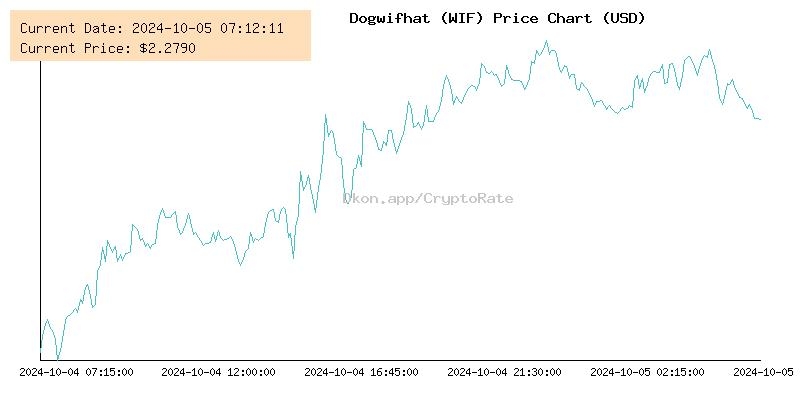 Dogwifhat (WIF) Price Chart (USD)
Current Date: 2024-10-05 07:12:11
Current Price: $2.2790
Dkon.app/CryptoRate
2024-10-04 07:15:00
2024-10-04 12:00:00
2024-10-04 16:45:00
2024-10-04 21:30:00
2024-10-05 02:15:00
2024-10-05